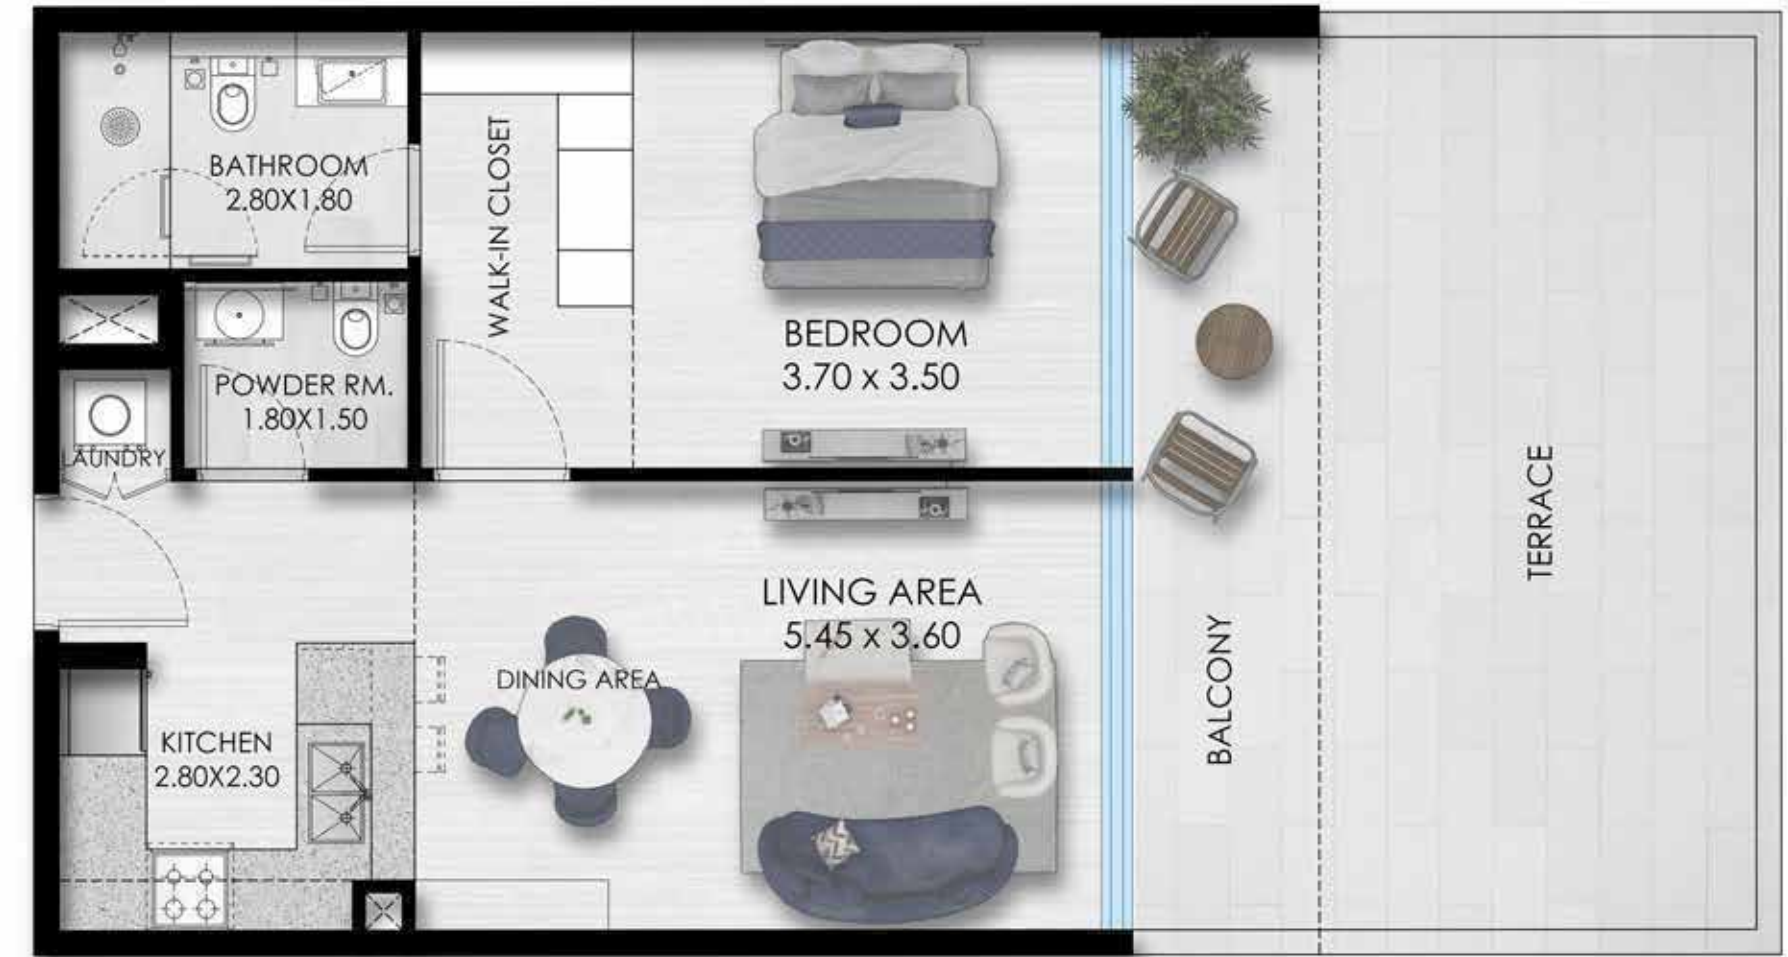 BATHROOM
2.80X1.80
WALK-IN CLOSET
BEDROOM
3.70 x 3.50
POWDER RM.
1.80X1.50
LAUNDRY
LIVING AREA
5.45 x 3.60
DINING AREA
KITCHEN
2.80X2.30
BALCONY
TERRACE